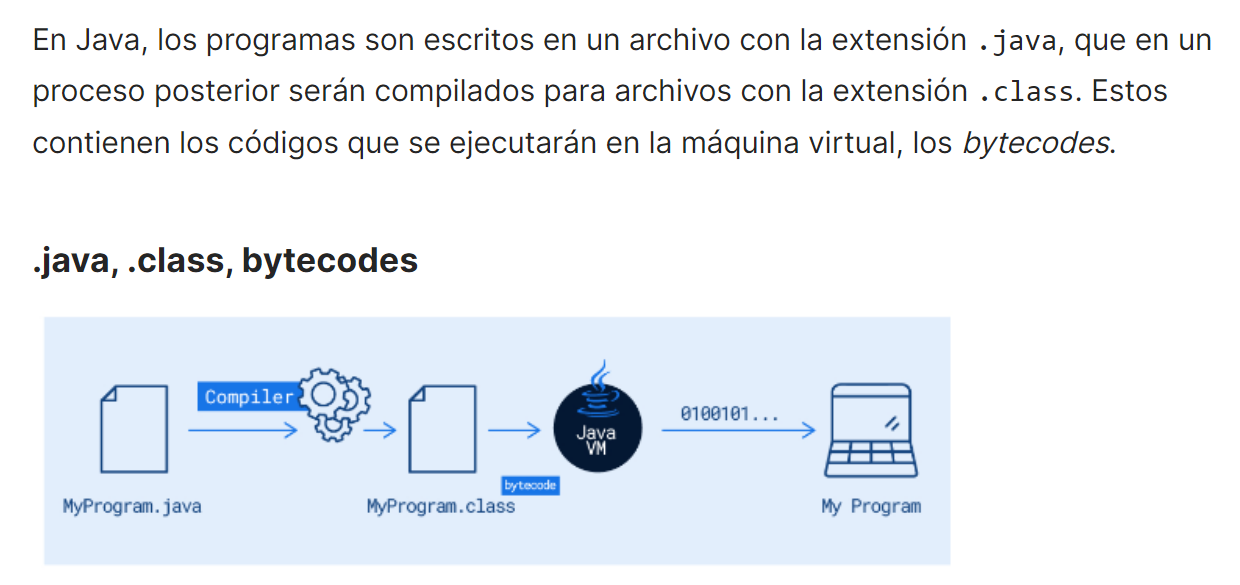 En Java, los programas son escritos en un archivo con la extensión .java, que en un
proceso posterior serán compilados para archivos con la extensión .class. Estos
contienen los códigos que se ejecutarán en la máquina virtual, los bytecodes.
.java, .class, bytecodes
Compiler
0100101...
Java
VM
bytecode
MyProgram.java
MyProgram.class
My Program